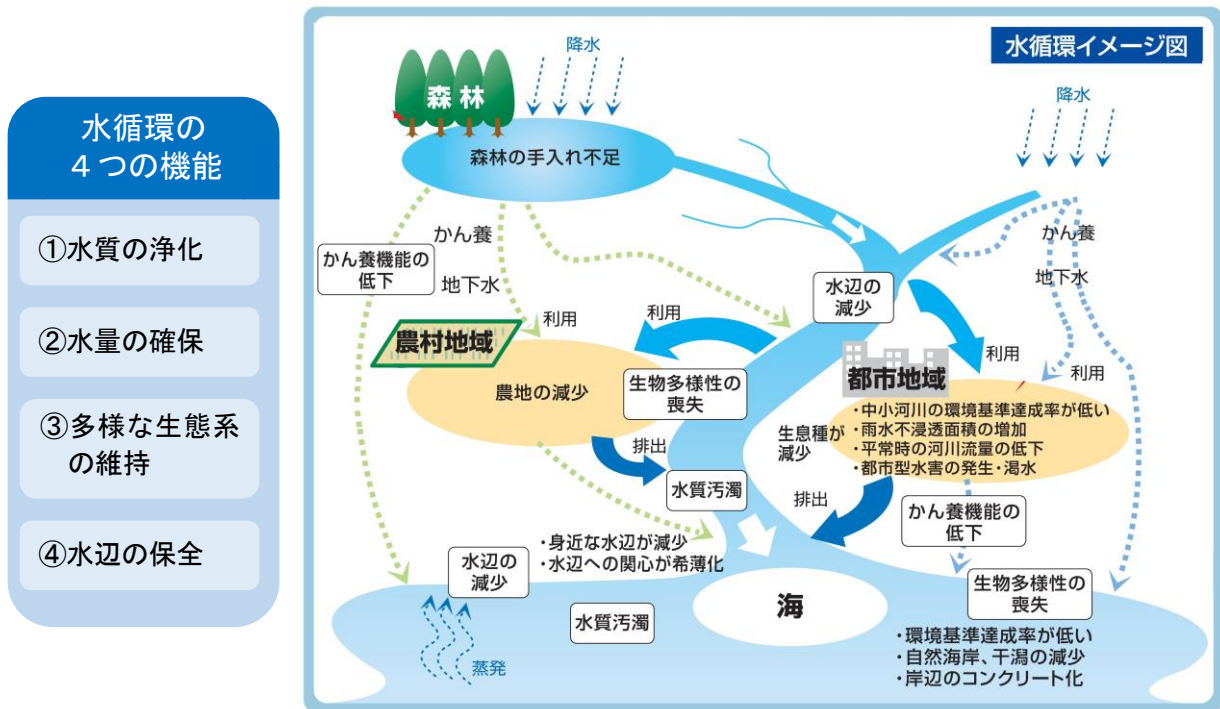 水循環の
４つの機能
①水質の浄化
②水量の確保
③多様な生態系
の維持
④水辺の保全
水循環イメージ図
降水
森林
森林の手入れ不足
降水
かん養
かん養機能の
低下
地下水
利用
農村地域
農地の減少
利用
水辺の
減少
かん養
地下水
利用
利用
都市地域
・中小河川の環境基準達成率が低い
・雨水不浸透面積の増加
・平常時の河川流量の低下
・都市型水害の発生・渇水
生物多様性の
喪失
生息種が
減少
排出
水質汚濁
排出
かん養機能の
低下
・身近な水辺が減少
・水辺への関心が希薄化
水辺の
減少
水質汚濁
海
生物多様性の
喪失
・環境基準達成率が低い
・自然海岸、干潟の減少
・岸辺のコンクリート化
蒸発